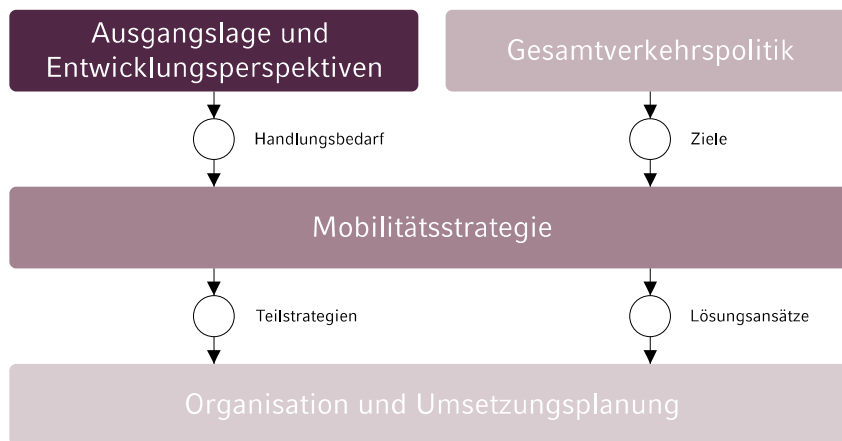 Ausgangslage und
Entwicklungsperspektiven
Gesamtverkehrspolitik
Handlungsbedarf
Ziele
Mobilitätsstrategie
Teilstrategien
Lösungsansätze
Organisation und Umsetzungsplanung